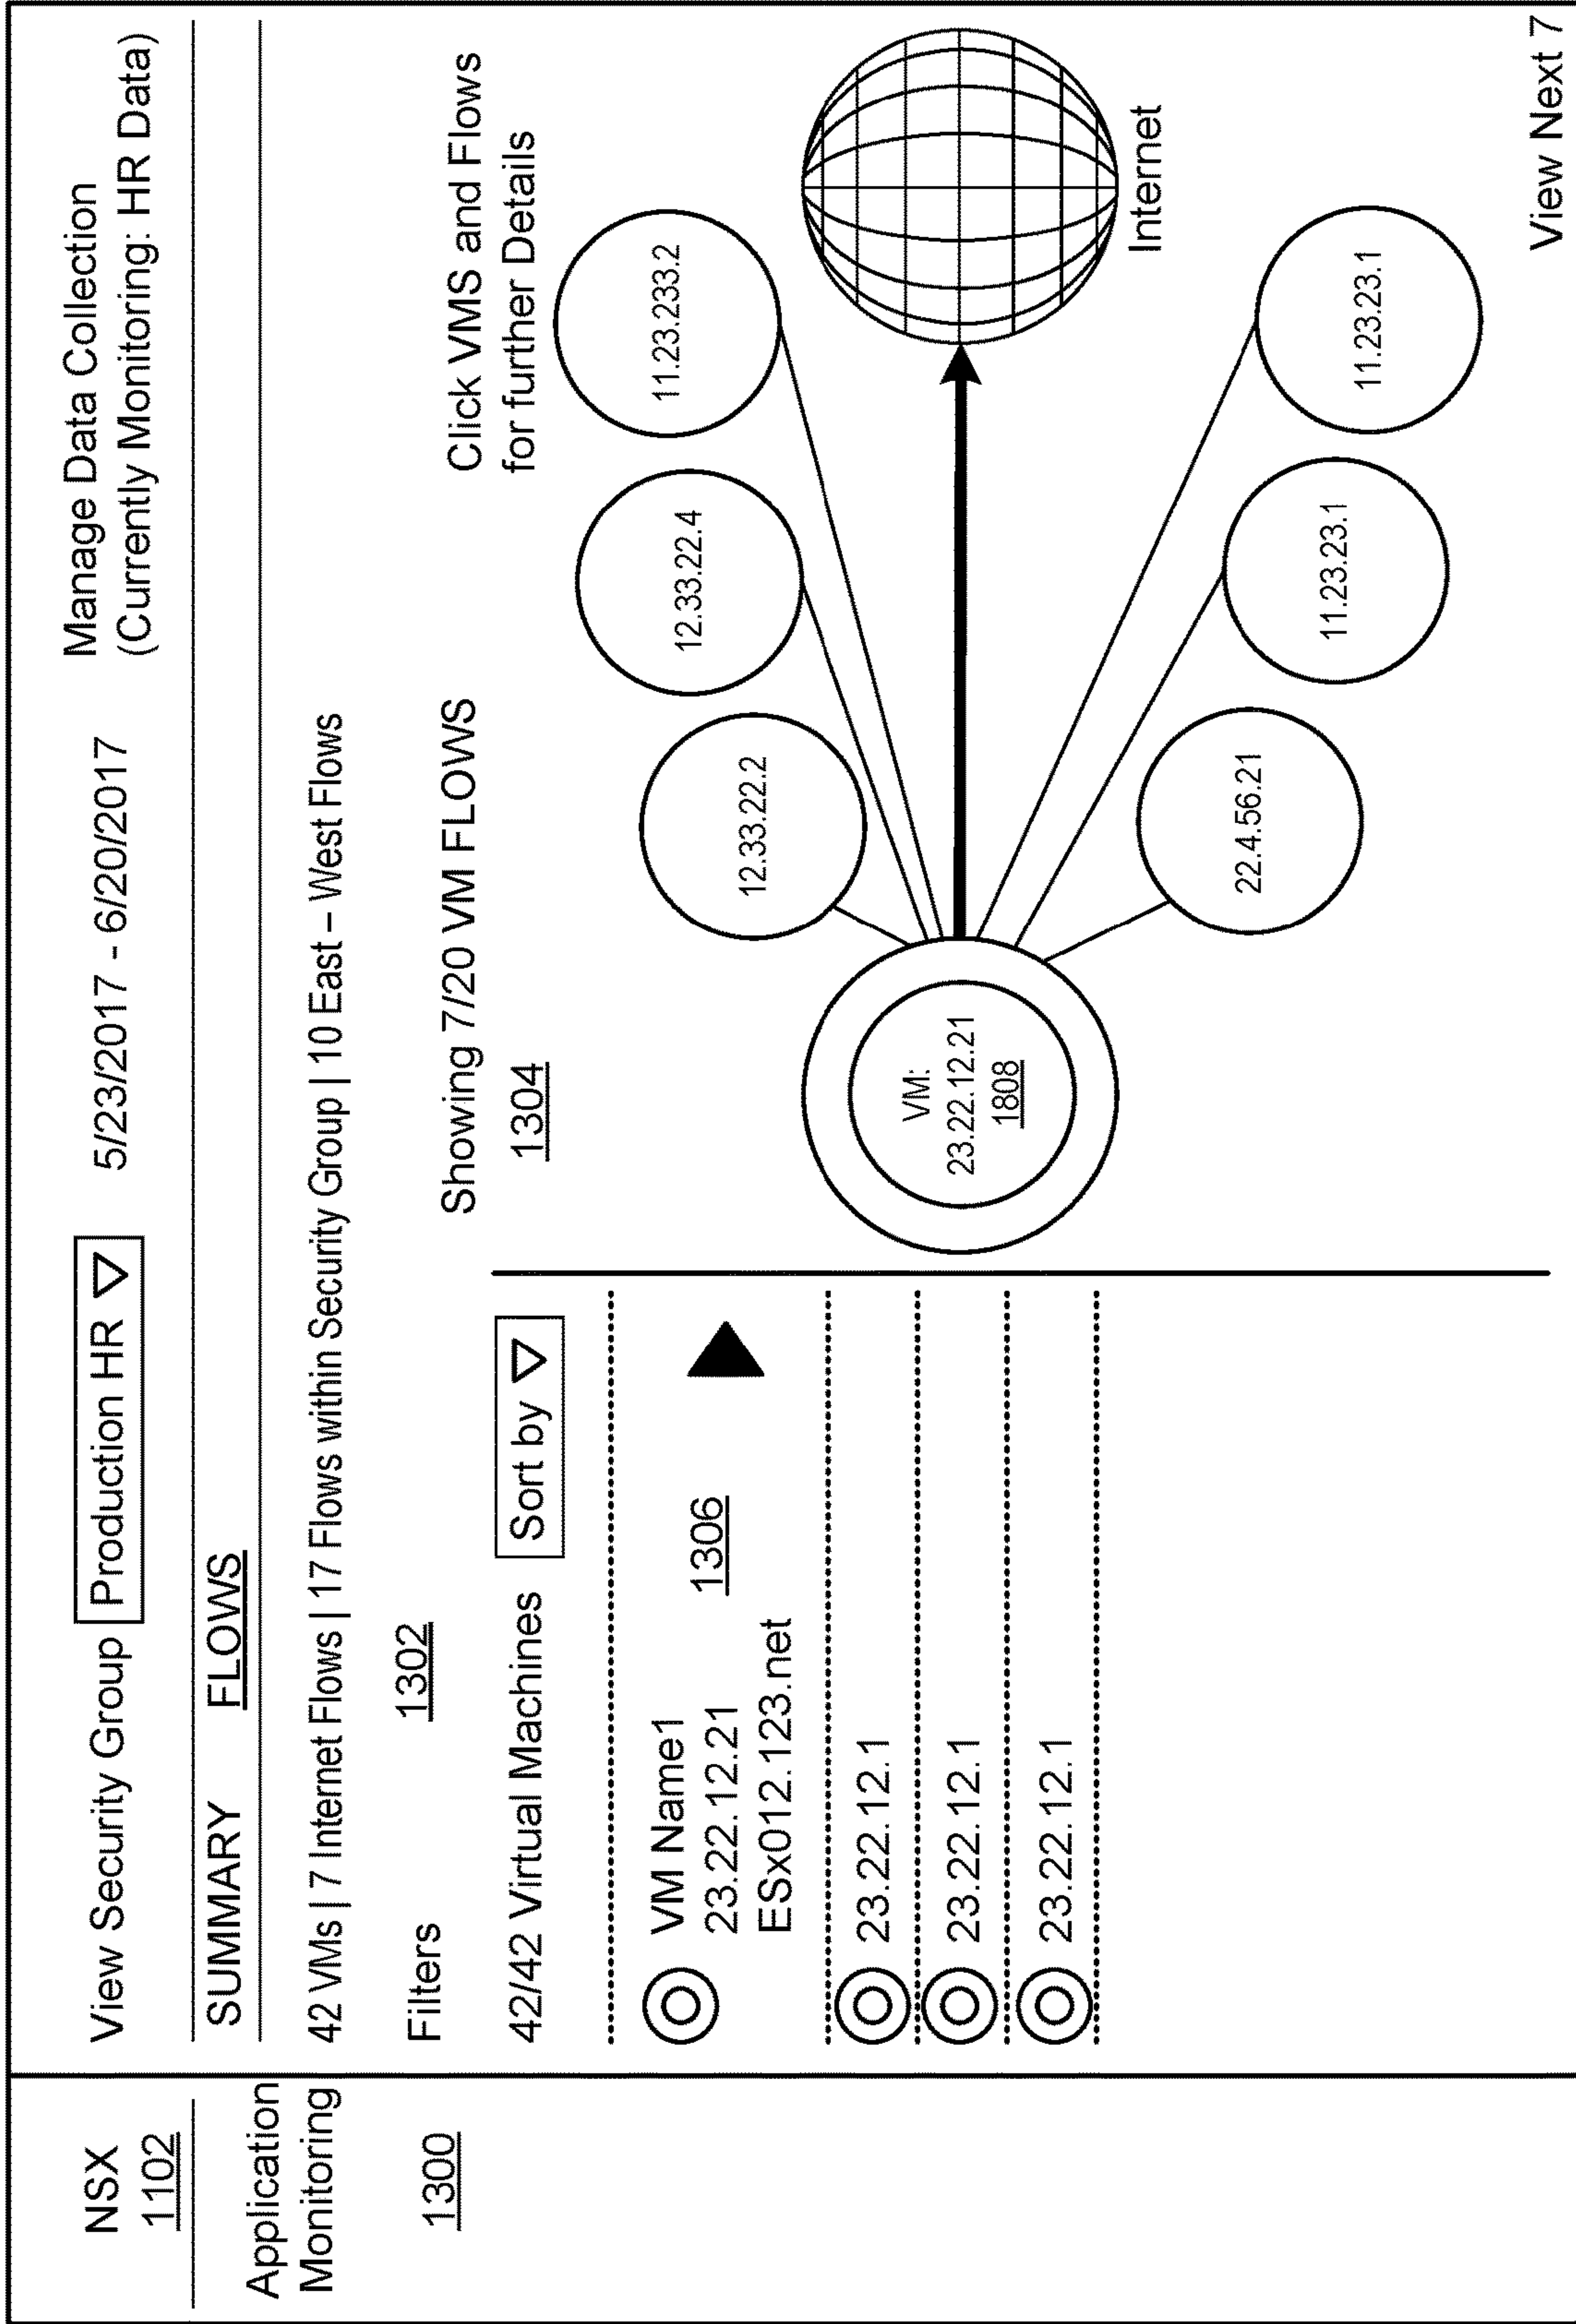 NSX
1102
Application
Monitoring
1300
View Security Group Production HR 5/23/2017 - 6/20/2017
Manage Data Collection
(Currently Monitoring: HR Data)
SUMMARY FLOWS
42 VMs | 7 Internet Flows | 17 Flows within Security Group | 10 East – West Flows
Filters 1302
42/42 Virtual Machines Sort by
VM Name1
23.22.12.21
ESx012.123.net
1306
23.22.12.1
23.22.12.1
23.22.12.1
Showing 7/20 VM FLOWS
1304
Click VMS and Flows
for further Details
12.33.22.2
12.33.22.4
11.23.233.2
VM:
23.22.12.21
1808
Internet
22.4.56.21
11.23.23.1
11.23.23.1
View Next 7